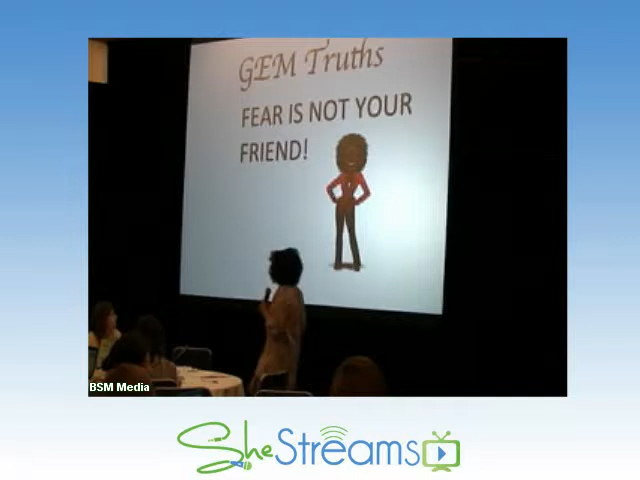 GEM Truths
FEAR IS NOT YOUR
FRIEND!
BSM Media
SheStreams